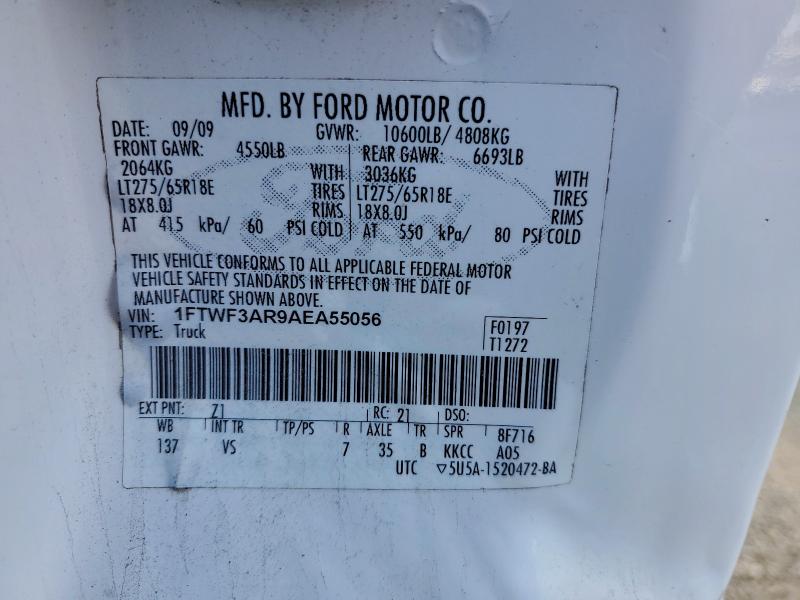 MFD. BY FORD MOTOR CO.
DATE: 09/09 GVWR: 10600LB/ 4808KG
FRONT GAWR: 4550LB REAR GAWR: 6693LB
2064KG WITH 3036KG WITH
LT275/65R18E TIRES LT275/65R18E TIRES
18X8.0J RIMS 18X8.0J RIMS
AT 415 kPa/ 60 PSI COLD AT 550 kPa/ 80 PSI COLD
Ford
THIS VEHICLE CONFORMS TO ALL APPLICABLE FEDERAL MOTOR
VEHICLE SAFETY STANDARDS IN EFFECT ON THE DATE OF
MANUFACTURE SHOWN ABOVE.
VIN: 1FTWF3AR9AEA55056 F0197
TYPE: Truck T1272
EXT PNT: Z1 RC: 21 DSO:
WB INT TR TP/PS R AXLE TR SPR 8F716
137 VS 7 35 B KKCC A05
UTC ▽5U5A-1520472-BA